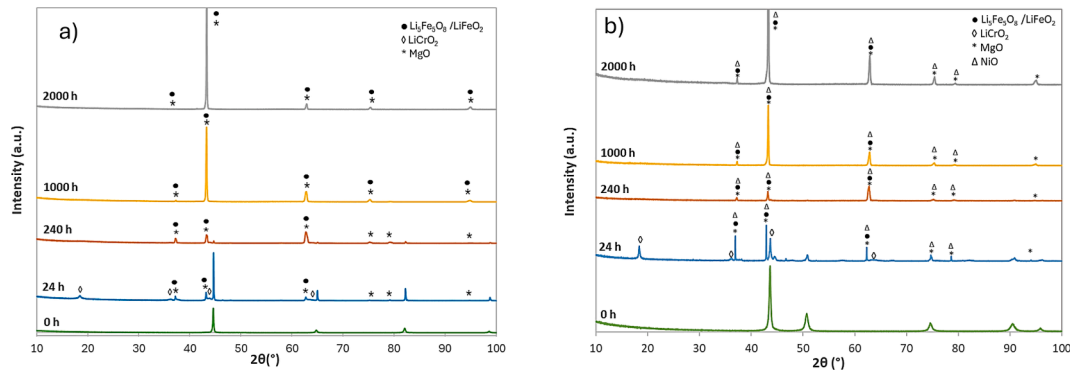 a)
● Li₅Fe₅O₈ /LiFeO₂
◊ LiCrO₂
* MgO
2000 h
1000 h
240 h
24 h
0 h
Intensity (a.u.)
10 20 30 40 50 60 70 80 90 100
2θ(°)
b)
● Li₅Fe₅O₈ /LiFeO₂
◊ LiCrO₂
* MgO
Δ NiO
2000 h
1000 h
240 h
24 h
0 h
Intensity (a.u.)
10 20 30 40 50 60 70 80 90 100
2θ(°)